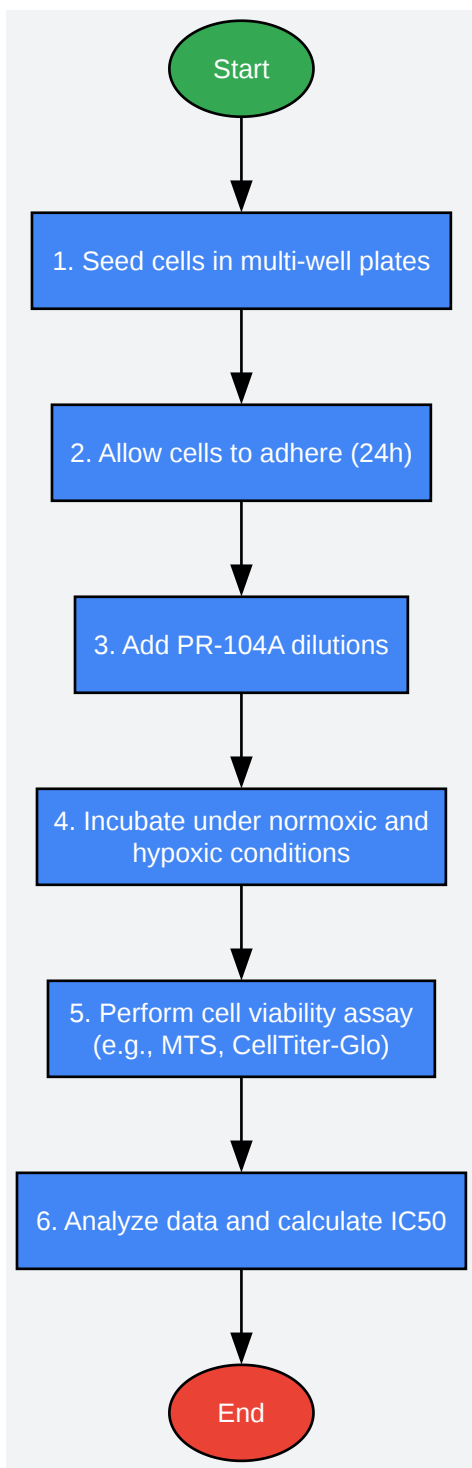 Start
1. Seed cells in multi-well plates
2. Allow cells to adhere (24h)
3. Add PR-104A dilutions
4. Incubate under normoxic and
hypoxic conditions
5. Perform cell viability assay
(e.g., MTS, CellTiter-Glo)
6. Analyze data and calculate IC50
End